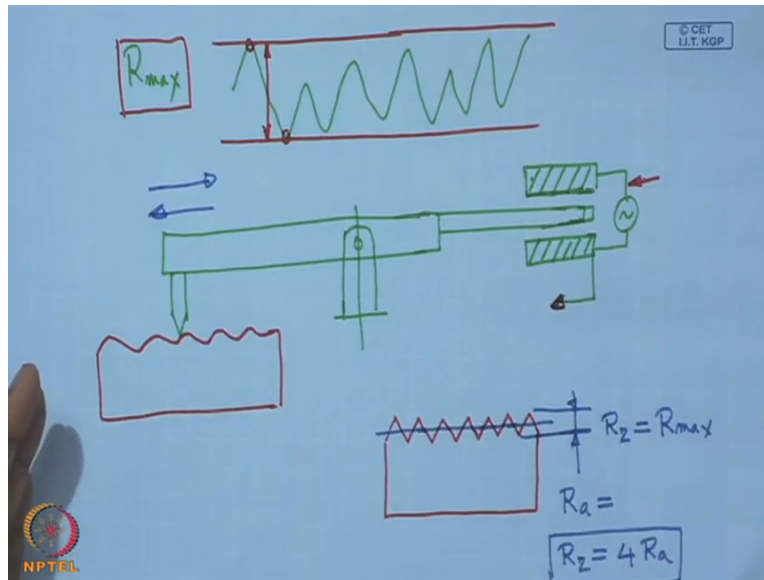 Rmax
© CET
I.I.T. KGP
~
Rz = Rmax
Ra =
Rz = 4 Ra
NPTEL